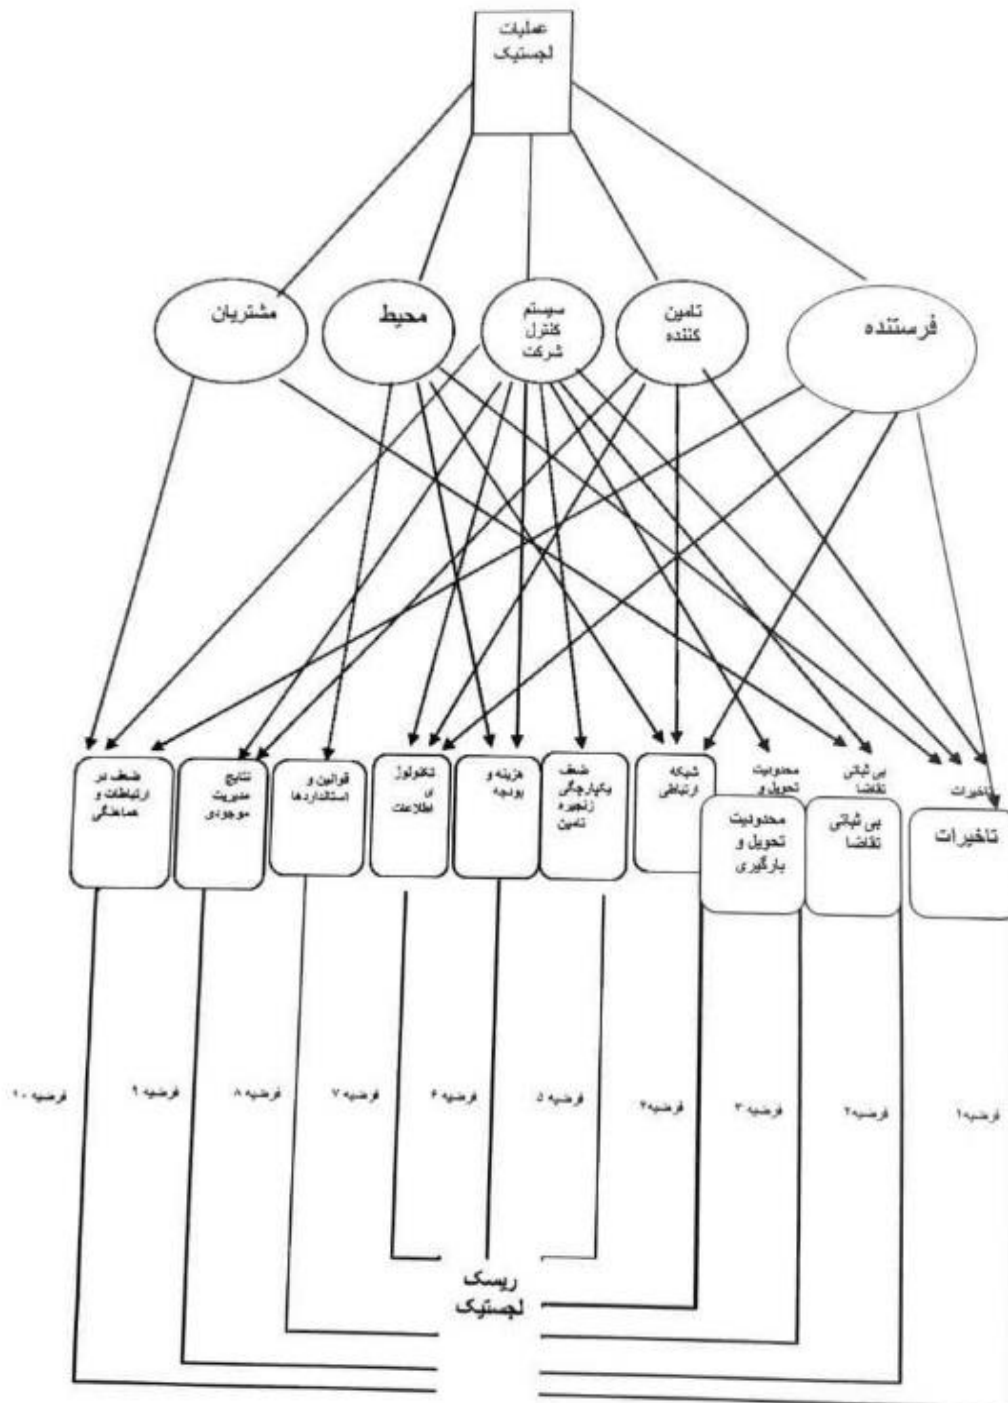 عملیات
لجستیک
فرستنده
تامین
کننده
سیستم
کنترل
شرکت
محیط
مشتریان
تاخیرات
تاخیرات
بی ثباتی
تقاضا
بی ثباتی
تقاضا
محدودیت
تحویل و
محدودیت
تحویل و
بارگیری
شبکه
ارتباطی
ضعف
یکپارچگی
زنجیره
تامین
هزینه و
بودجه
تکنولوژ
ی
اطلاعات
قوانین و
استانداردها
نتایج
مدیریت
موجودی
ضعف در
ارتباطات و
هماهنگی
فرضیه۱
فرضیه۲
فرضیه ۳
فرضیه۴
فرضیه ۵
فرضیه ۶
فرضیه ۷
فرضیه ۸
فرضیه ۹
فرضیه ۱۰
ریسک
لجستیک